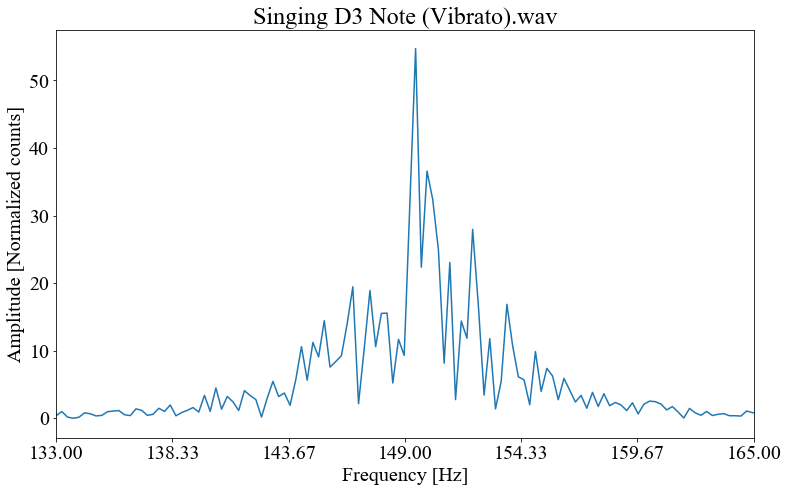 Singing D3 Note (Vibrato).wav
Amplitude [Normalized counts]
50
40
30
20
10
0
133.00 138.33 143.67 149.00 154.33 159.67 165.00
Frequency [Hz]